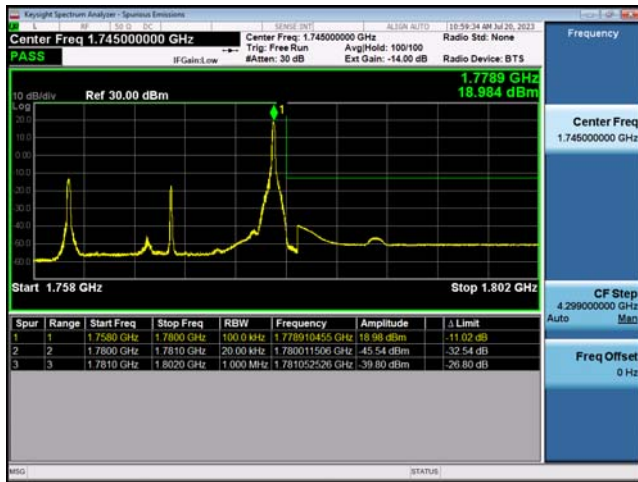 Keysight Spectrum Analyzer - Spurious Emissions
L RF 50 Ω DC SENSE:INT ALIGN AUTO 10:59:34 AM Jul 20, 2023
Center Freq 1.745000000 GHz
Center Freq: 1.745000000 GHz
Radio Std: None
PASS
Trig: Free Run
Avg|Hold: 100/100
IFGain:Low
#Atten: 30 dB
Ext Gain: -14.00 dB
Radio Device: BTS
1.7789 GHz
10 dB/div Ref 30.00 dBm 18.984 dBm
Log
1
20.0
10.0
0.00
-10.0
-20.0
-30.0
-40.0
-50.0
-60.0
Start 1.758 GHz Stop 1.802 GHz
Spur Range Start Freq Stop Freq RBW Frequency Amplitude Δ Limit
1 1 1.7580 GHz 1.7800 GHz 100.0 kHz 1.778910455 GHz 18.98 dBm -11.02 dB
2 2 1.7800 GHz 1.7810 GHz 20.00 kHz 1.780011506 GHz -45.54 dBm -32.54 dB
3 3 1.7810 GHz 1.8020 GHz 1.000 MHz 1.781052526 GHz -39.80 dBm -26.80 dB
MSG STATUS
Frequency
Center Freq
1.745000000 GHz
CF Step
4.299000000 GHz
Auto Man
Freq Offset
0 Hz